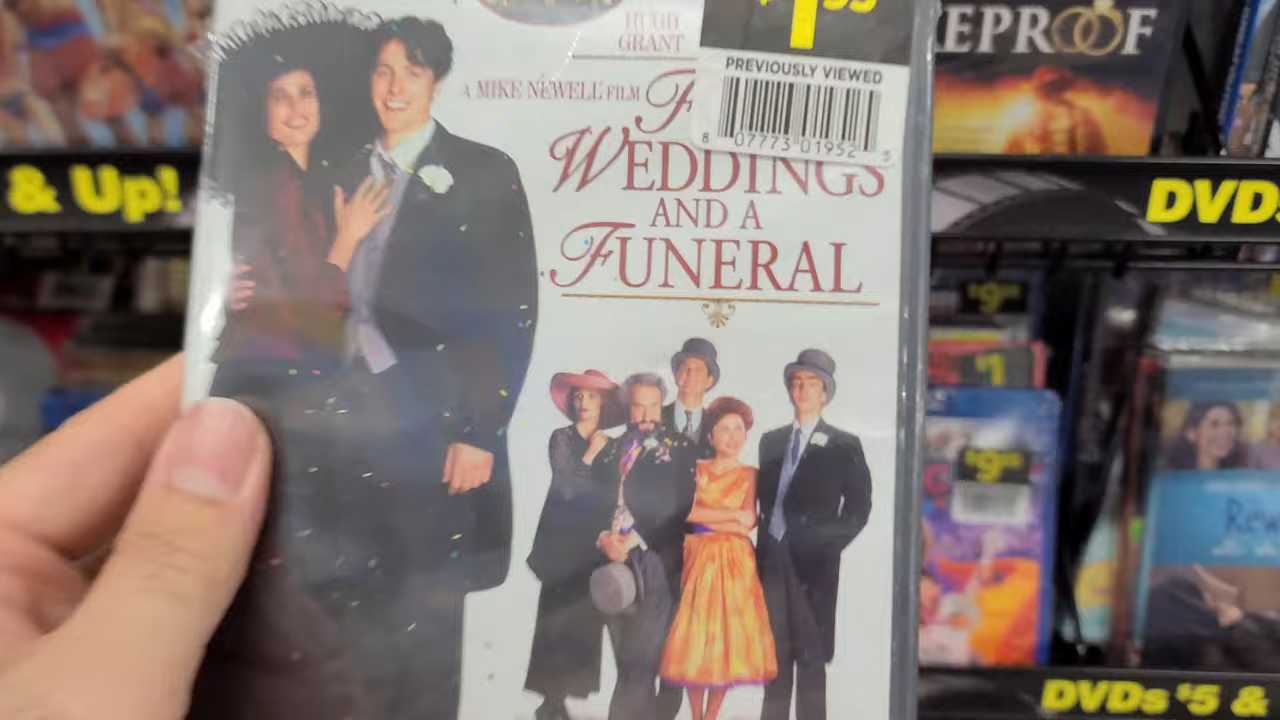 HUGH
GRANT
A MIKE NEWELL FILM
F
WEDDINGS
AND A
FUNERAL
PREVIOUSLY VIEWED
8 07773 01952 5
EPROOF
& Up!
DVDs
$1
DVDs $5 &